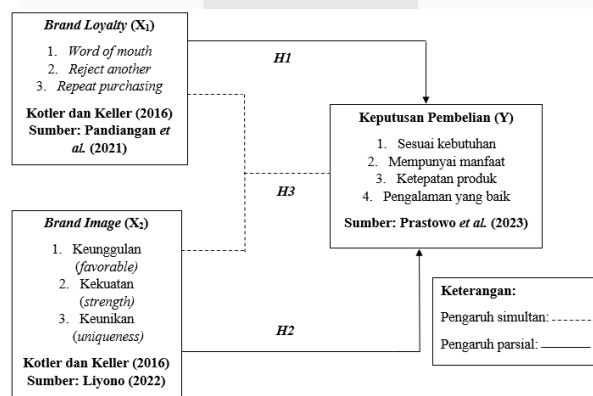 Brand Loyalty (X₁)
1. Word of mouth
2. Reject another
3. Repeat purchasing
Kotler dan Keller (2016)
Sumber: Pandiangan et
al. (2021)
H1
Keputusan Pembelian (Y)
1. Sesuai kebutuhan
2. Mempunyai manfaat
3. Ketepatan produk
4. Pengalaman yang baik
Sumber: Prastowo et al. (2023)
H3
Brand Image (X₂)
1. Keunggulan
(favorable)
2. Kekuatan
(strength)
3. Keunikan
(uniqueness)
Kotler dan Keller (2016)
Sumber: Liyono (2022)
H2
Keterangan:
Pengaruh simultan:
Pengaruh parsial: